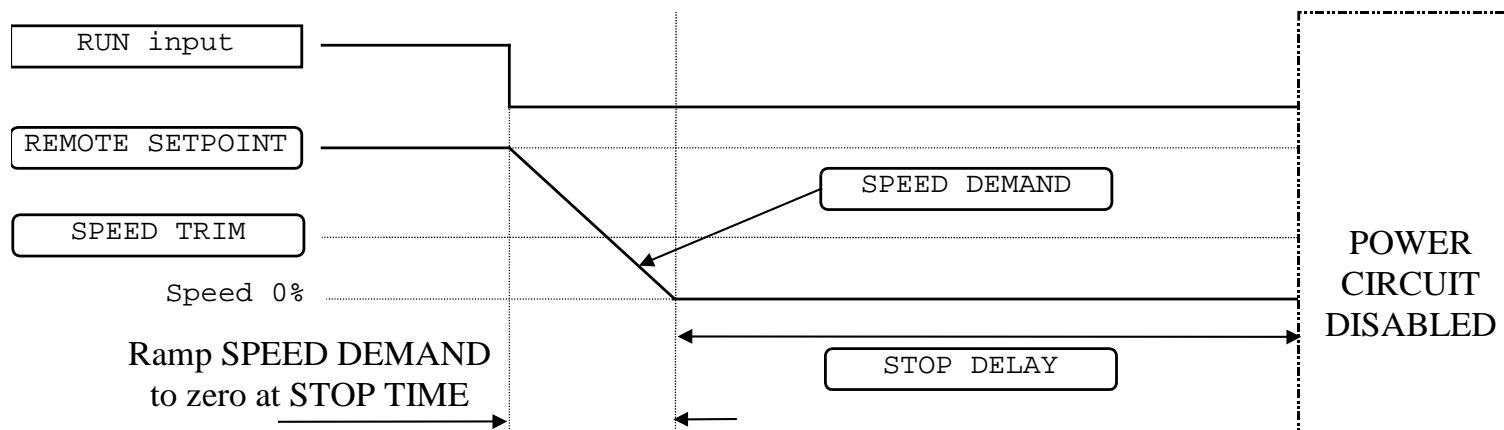 RUN input
REMOTE SETPOINT
SPEED DEMAND
SPEED TRIM
POWER
CIRCUIT
DISABLED
Speed 0%
Ramp SPEED DEMAND
to zero at STOP TIME
STOP DELAY